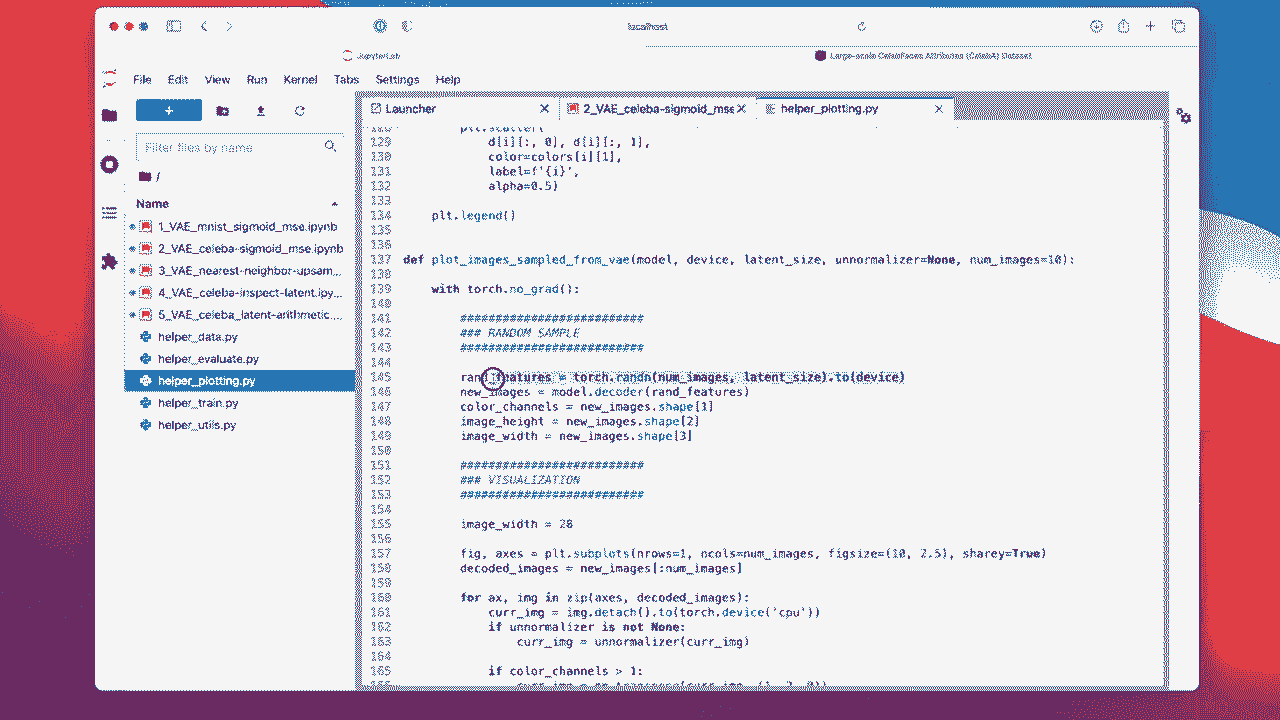 localhost
JupyterLab
Large-scale CelebFaces Attributes (CelebA) Dataset
File Edit View Run Kernel Tabs Settings Help
Launcher
2_VAE_celeba-sigmoid_mse
helper_plotting.py
Filter files by name
/
Name
1_VAE_mnist_sigmoid_mse.ipynb
2_VAE_celeba-sigmoid_mse.ipynb
3_VAE_nearest-neighbor-upsam...
4_VAE_celeba-inspect-latent.ipy...
5_VAE_celeba_latent-arithmetic....
helper_data.py
helper_evaluate.py
helper_plotting.py
helper_train.py
helper_utils.py
128 plt.scatter(
129 d[i][:, 0], d[i][:, 1],
130 color=colors[i][1],
131 label=f'{i}',
132 alpha=0.5)
133
134 plt.legend()
135
136
137 def plot_images_sampled_from_vae(model, device, latent_size, unnormalizer=None, num_images=10):
138
139 with torch.no_grad():
140
141 ##########################
142 ### RANDOM SAMPLE
143 ##########################
144
145 rand_features = torch.randn(num_images, latent_size).to(device)
146 new_images = model.decoder(rand_features)
147 color_channels = new_images.shape[1]
148 image_height = new_images.shape[2]
149 image_width = new_images.shape[3]
150
151 ##########################
152 ### VISUALIZATION
153 ##########################
154
155 image_width = 28
156
157 fig, axes = plt.subplots(nrows=1, ncols=num_images, figsize=(10, 2.5), sharey=True)
158 decoded_images = new_images[:num_images]
159
160 for ax, img in zip(axes, decoded_images):
161 curr_img = img.detach().to(torch.device('cpu'))
162 if unnormalizer is not None:
163 curr_img = unnormalizer(curr_img)
164
165 if color_channels > 1: